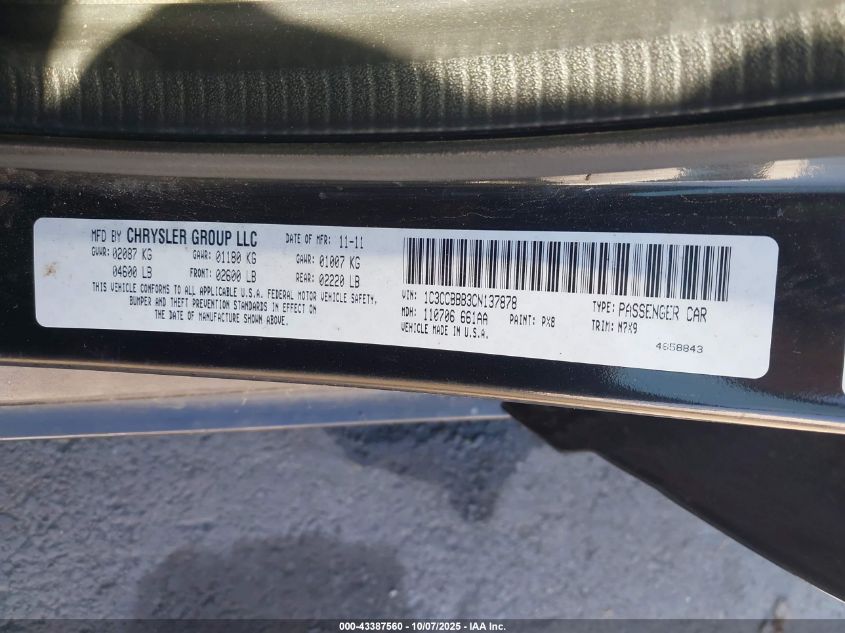 MFD BY CHRYSLER GROUP LLC DATE OF MFR: 11-11
GVWR: 02087 KG GAWR: 01180 KG GAWR: 01007 KG
04600 LB FRONT: 02600 LB REAR: 02220 LB
THIS VEHICLE CONFORMS TO ALL APPLICABLE U.S.A. FEDERAL MOTOR VEHICLE SAFETY,
BUMPER AND THEFT PREVENTION STANDARDS IN EFFECT ON
THE DATE OF MANUFACTURE SHOWN ABOVE.
VIN: 1C3CCBBB3CN137878 TYPE: PASSENGER CAR
MDH: 110706 661AA PAINT: PX8 TRIM: M7X9
VEHICLE MADE IN U.S.A. 4658843
000-43387560 - 10/07/2025 - IAA Inc.